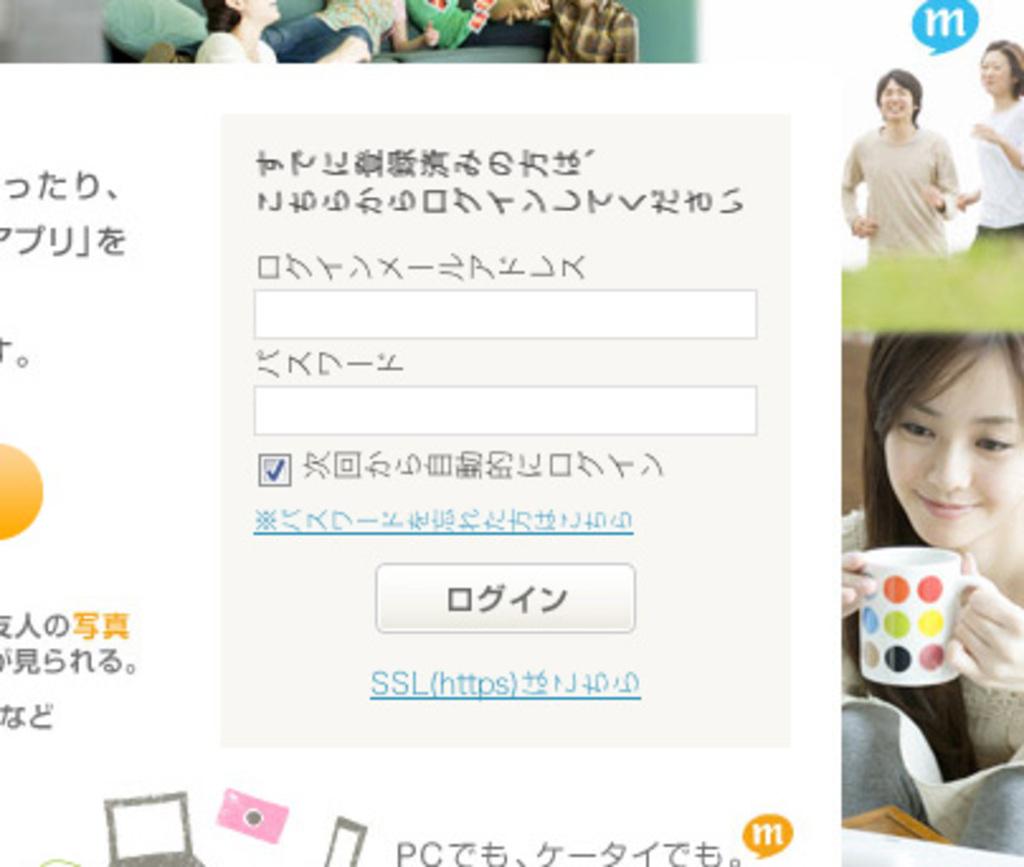 m
ったり、
アプリ」を
す。
すでに登録済みの方は、
こちらからログインしてください
ログインメールアドレス
パスワード
次回から自動的にログイン
※パスワードを忘れた方はこちら
ログイン
SSL(https)はこちら
友人の写真
が見られる。
など
PCでも、ケータイでも。
m